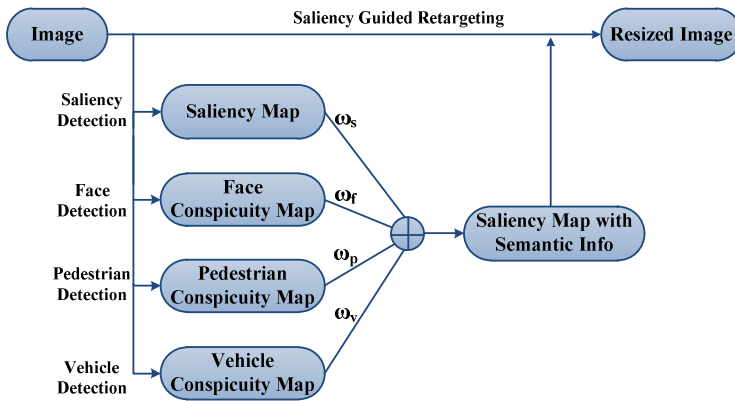 Saliency Guided Retargeting
Image
Resized Image
Saliency
Detection
Saliency Map
ωs
Face
Detection
Face
Conspicuity Map
ωf
Saliency Map with
Semantic Info
Pedestrian
Detection
Pedestrian
Conspicuity Map
ωp
ωv
Vehicle
Detection
Vehicle
Conspicuity Map